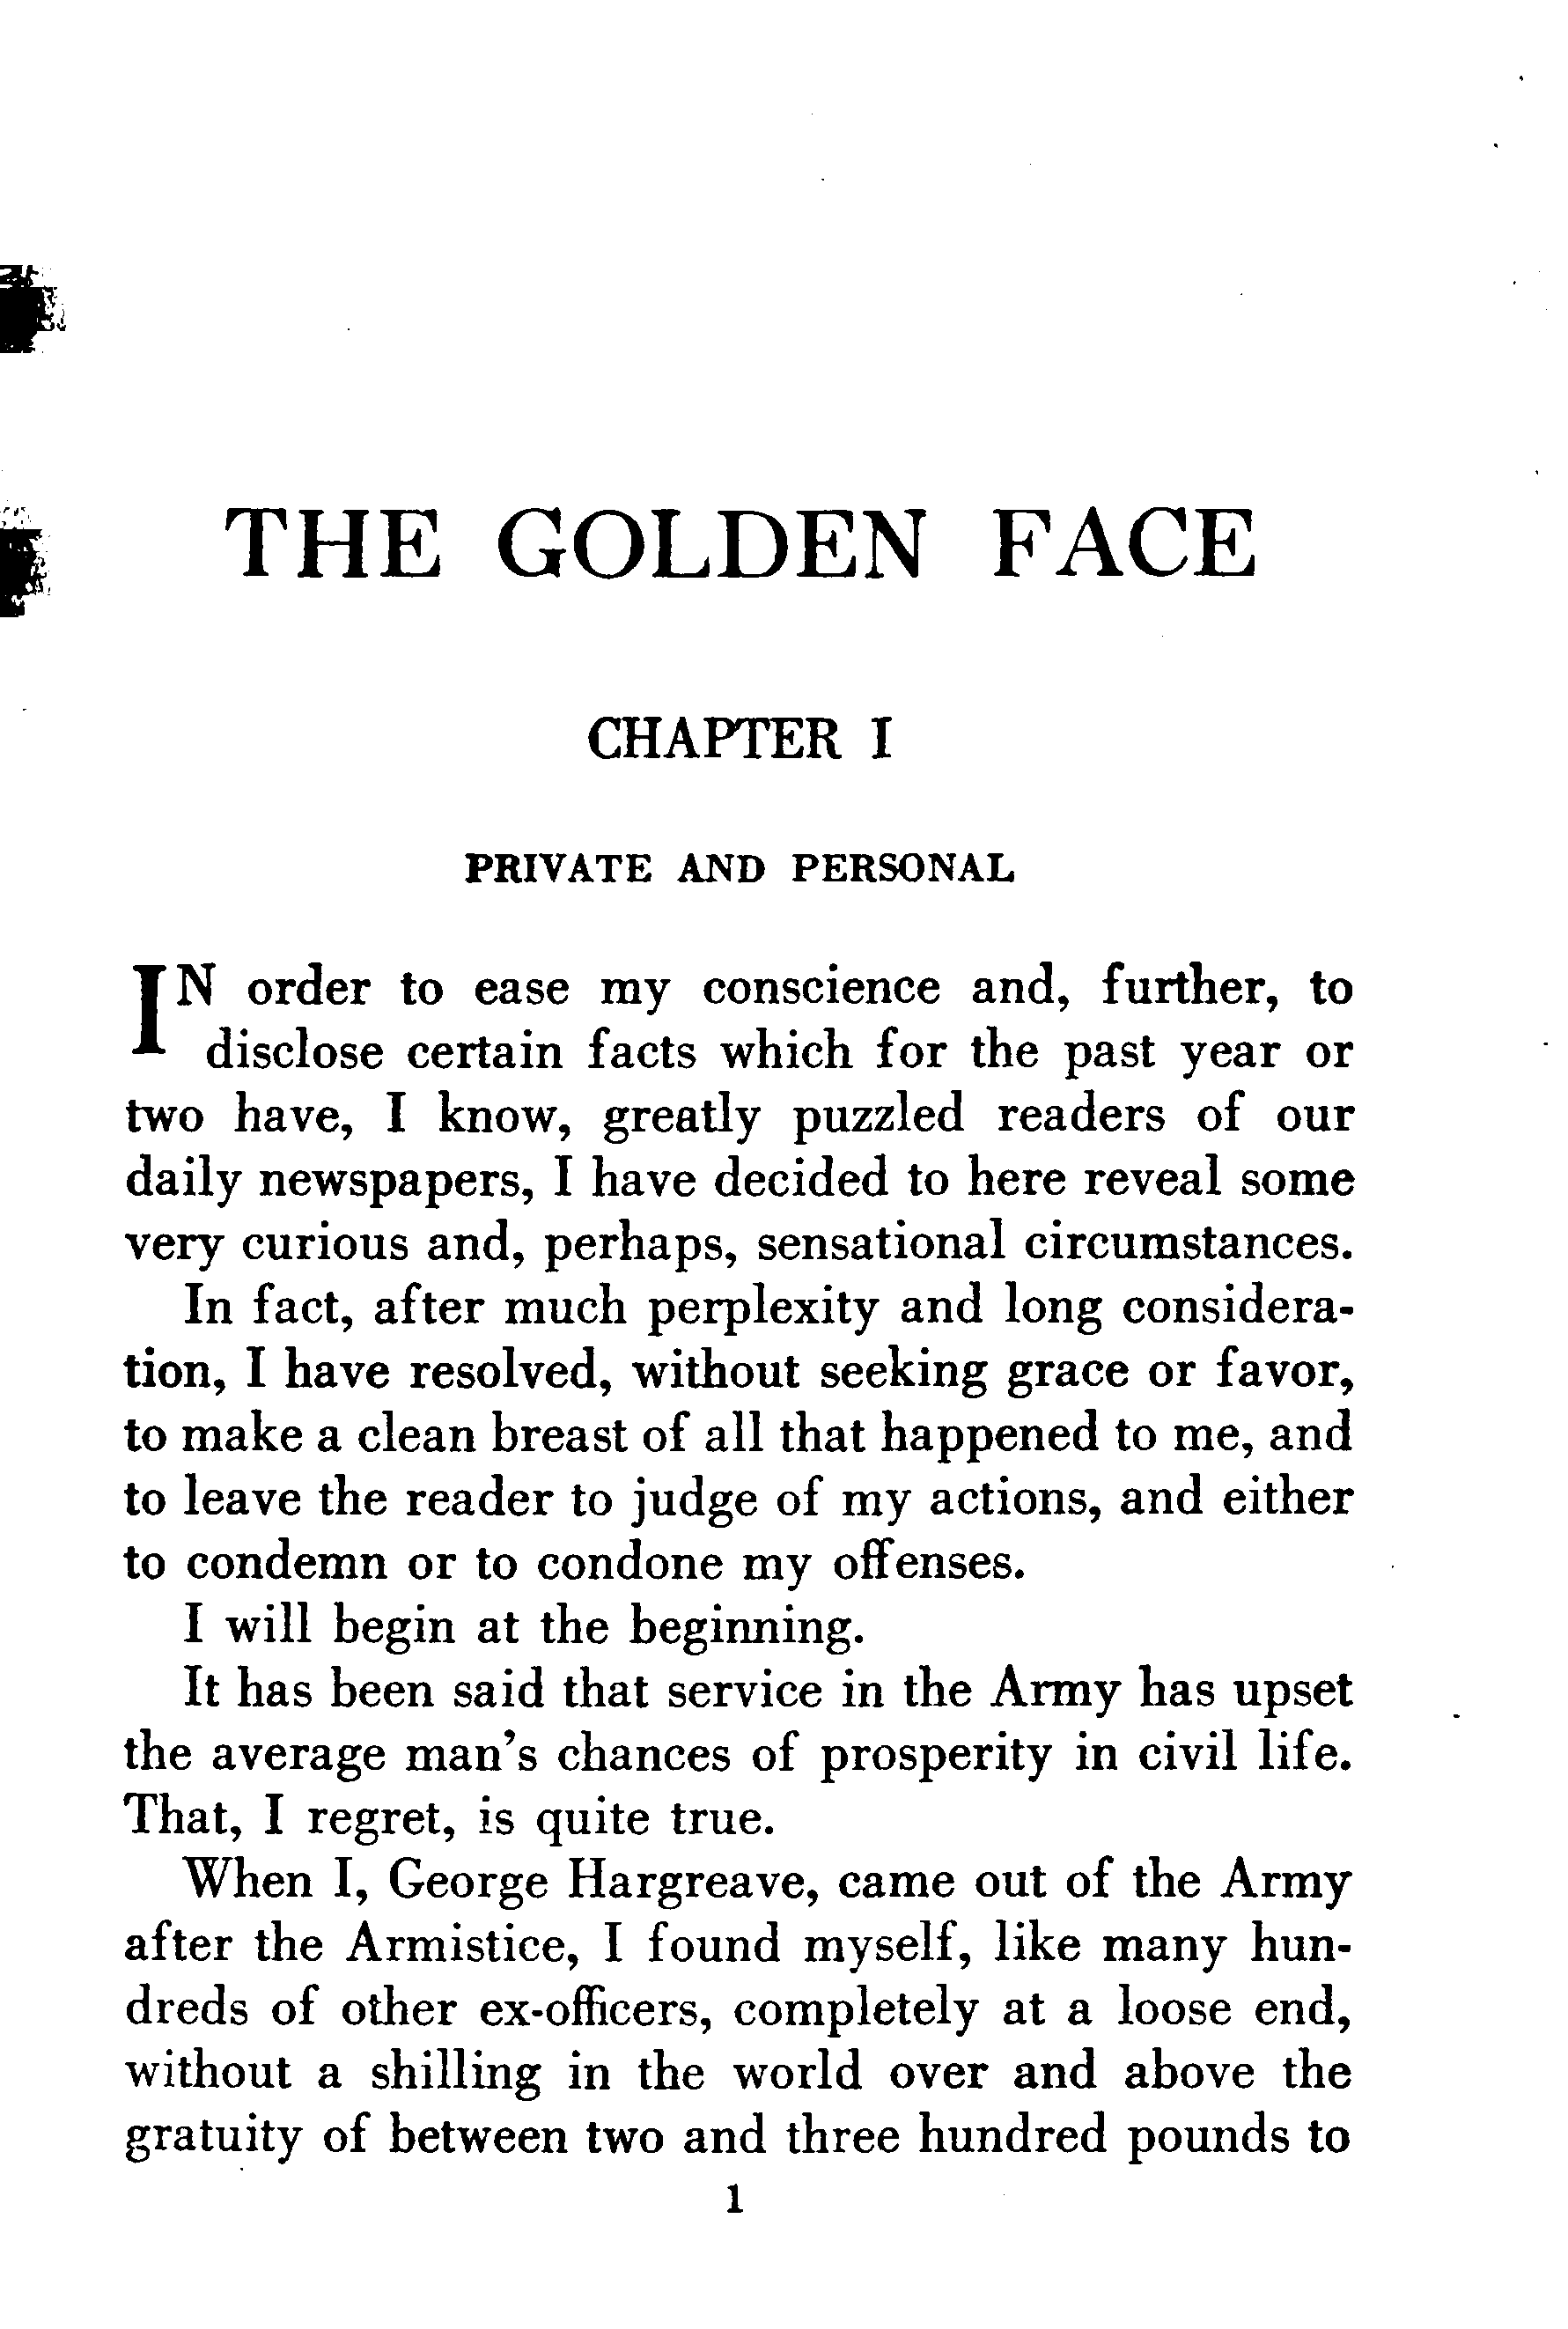 THE GOLDEN FACE
CHAPTER I
PRIVATE AND PERSONAL
IN order to ease my conscience and, further, to
disclose certain facts which for the past year or
two have, I know, greatly puzzled readers of our
daily newspapers, I have decided to here reveal some
very curious and, perhaps, sensational circumstances.
In fact, after much perplexity and long considera-
tion, I have resolved, without seeking grace or favor,
to make a clean breast of all that happened to me, and
to leave the reader to judge of my actions, and either
to condemn or to condone my offenses.
I will begin at the beginning.
It has been said that service in the Army has upset
the average man's chances of prosperity in civil life.
That, I regret, is quite true.
When I, George Hargreave, came out of the Army
after the Armistice, I found myself, like many hun-
dreds of other ex-officers, completely at a loose end,
without a shilling in the world over and above the
gratuity of between two and three hundred pounds to
1